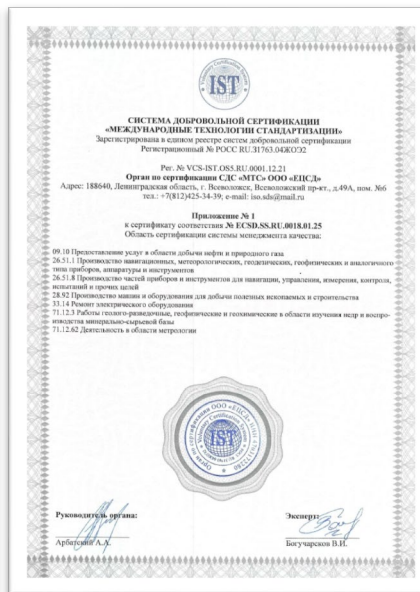 IST
СИСТЕМА ДОБРОВОЛЬНОЙ СЕРТИФИКАЦИИ
«МЕЖДУНАРОДНЫЕ ТЕХНОЛОГИИ СТАНДАРТИЗАЦИИ»
Зарегистрирована в едином реестре систем добровольной сертификации
Регистрационный № РОСС RU.31763.04ЖОЭ2
Рег. № VCS-IST.OS5.RU.0001.12.21
Орган по сертификации СДС «МТС» ООО «ЕЦСД»
Адрес: 188640, Ленинградская область, г. Всеволожск, Всеволожский пр-кт., д.49А, пом. №6
тел.: +7(812)425-34-39; e-mail: iso.sds@mail.ru
Приложение № 1
к сертификату соответствия № ECSD.SS.RU.0018.01.25
Область сертификации системы менеджмента качества:
09.10 Предоставление услуг в области добычи нефти и природного газа
26.51.1 Производство навигационных, метеорологических, геодезических, геофизических и аналогичного
типа приборов, аппаратуры и инструментов
26.51.8 Производство частей приборов и инструментов для навигации, управления, измерения, контроля,
испытаний и прочих целей
28.92 Производство машин и оборудования для добычи полезных ископаемых и строительства
33.14 Ремонт электрического оборудования
71.12.3 Работы геолого-разведочные, геофизические и геохимические в области изучения недр и воспро-
изводства минерально-сырьевой базы
71.12.62 Деятельность в области метрологии
Орган по сертификации ООО «ЕЦСД»
IST
Руководитель органа:
Эксперт:
Арбатский А.А.
Богучарсков В.И.